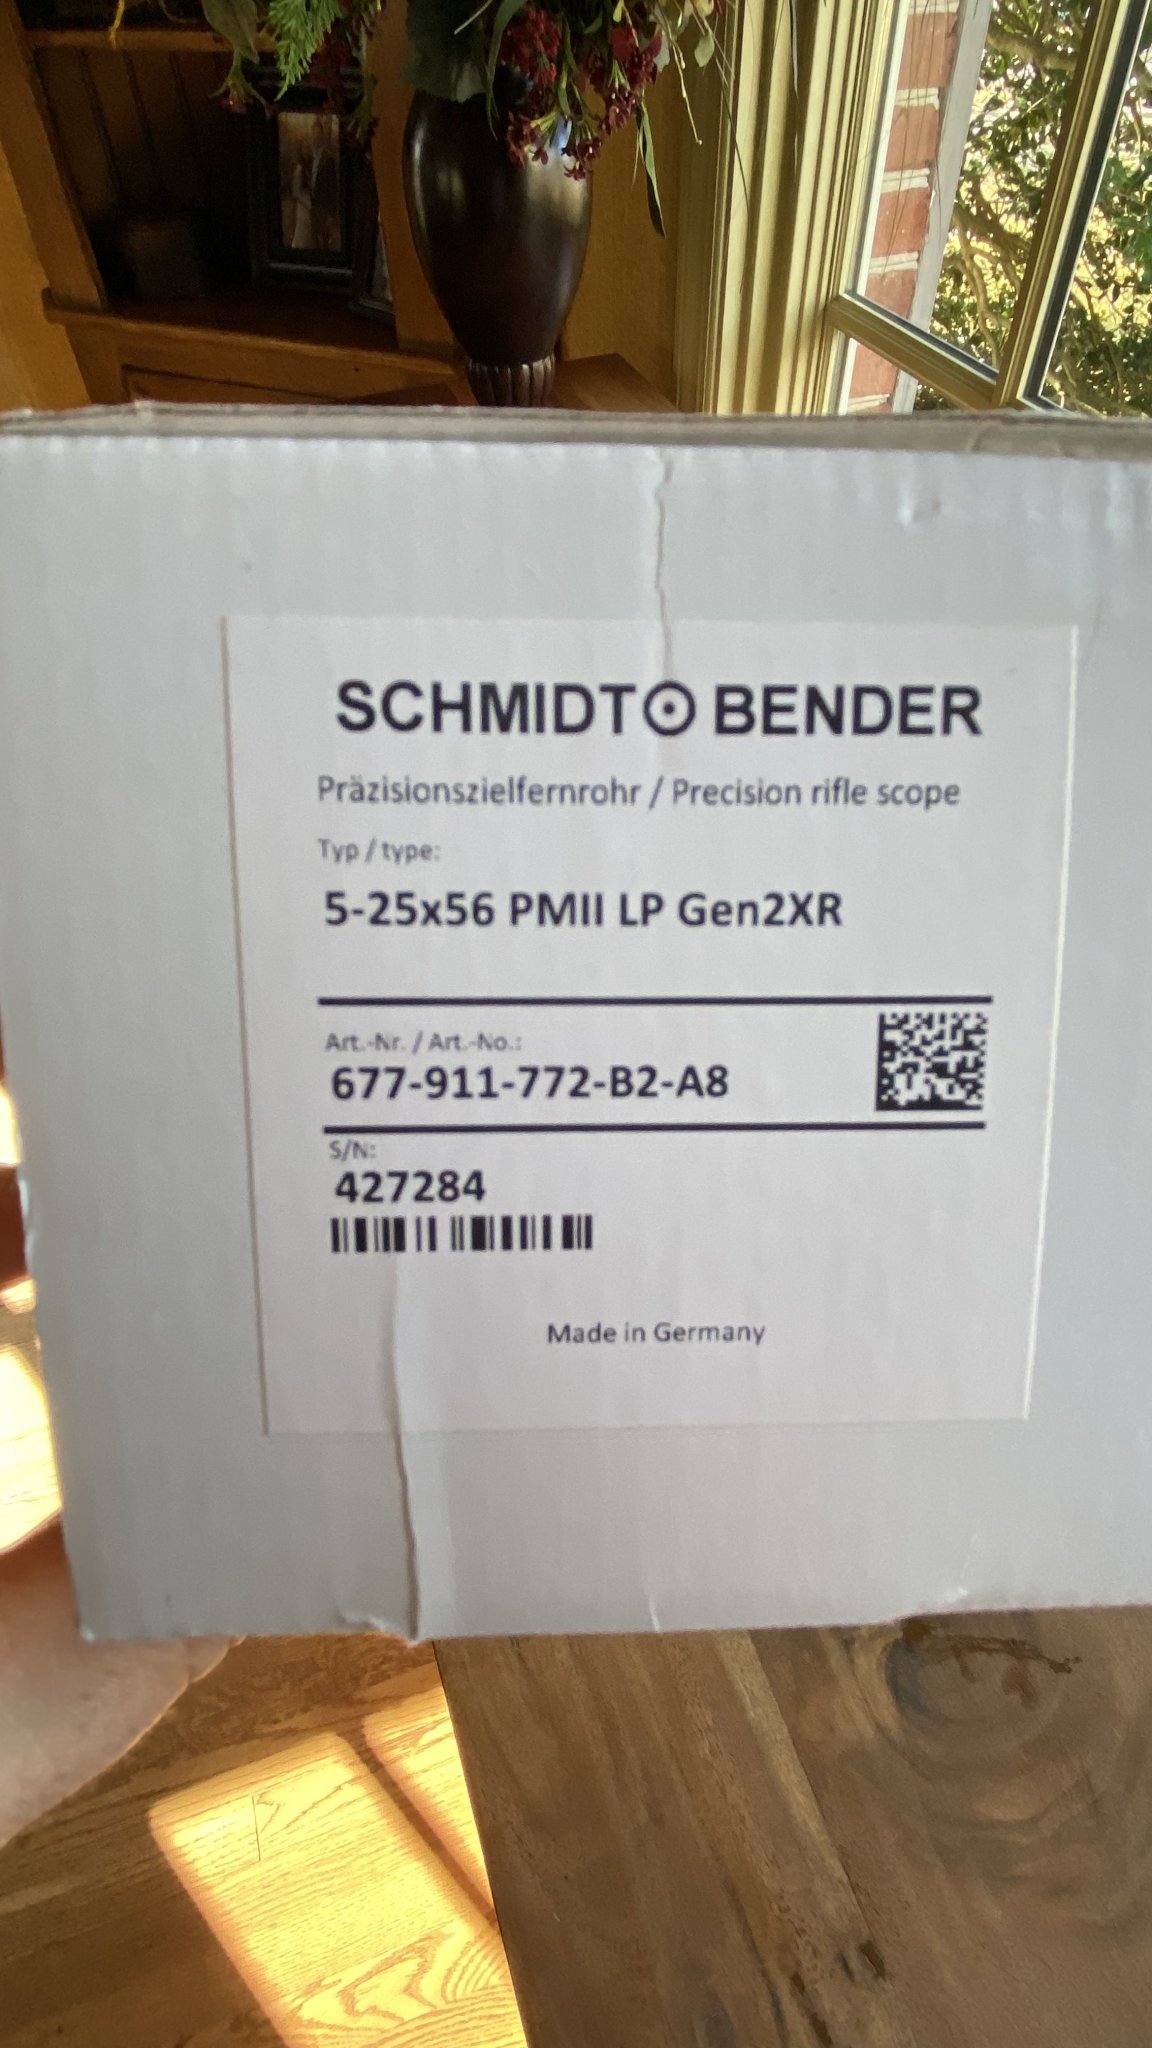 SCHMIDT BENDER
Präzisionszielfernrohr / Precision rifle scope
Typ / type:
5-25x56 PMII LP Gen2XR
Art.-Nr. / Art.-No.:
677-911-772-B2-A8
S/N:
427284
Made in Germany